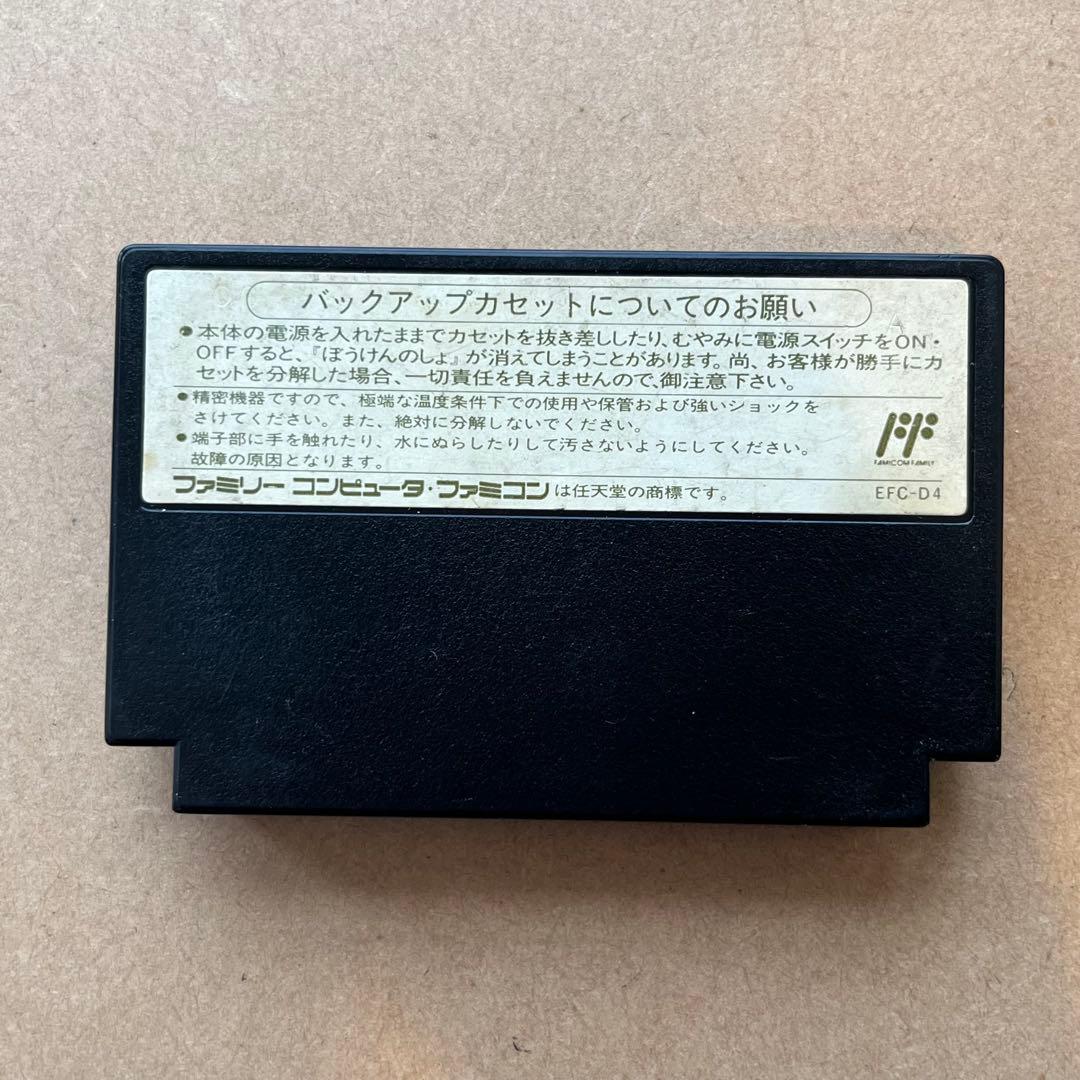 バックアップカセットについてのお願い
●本体の電源を入れたままでカセットを抜き差ししたり、むやみに電源スイッチをON・
OFFすると、『ぼうけんのしょ』が消えてしまうことがあります。尚、お客様が勝手にカ
セットを分解した場合、一切責任を負えませんので、御注意下さい。
●精密機器ですので、極端な温度条件下での使用や保管および強いショックを
さけてください。また、絶対に分解しないでください。
●端子部に手を触れたり、水にぬらしたりして汚さないようにしてください。
故障の原因となります。
FF
FAMICOM FAMILY
ファミリー コンピュータ・ファミコンは任天堂の商標です。
EFC-D4